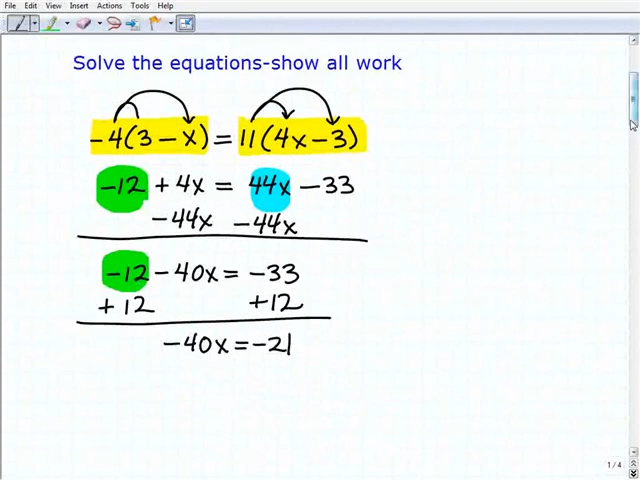 File Edit View Insert Actions Tools Help
Solve the equations-show all work
-4(3-x) = 11(4x-3)
-12 + 4x = 44x -33
-44x -44x
-12 -40x = -33
+12 +12
-40x = -21
1/4